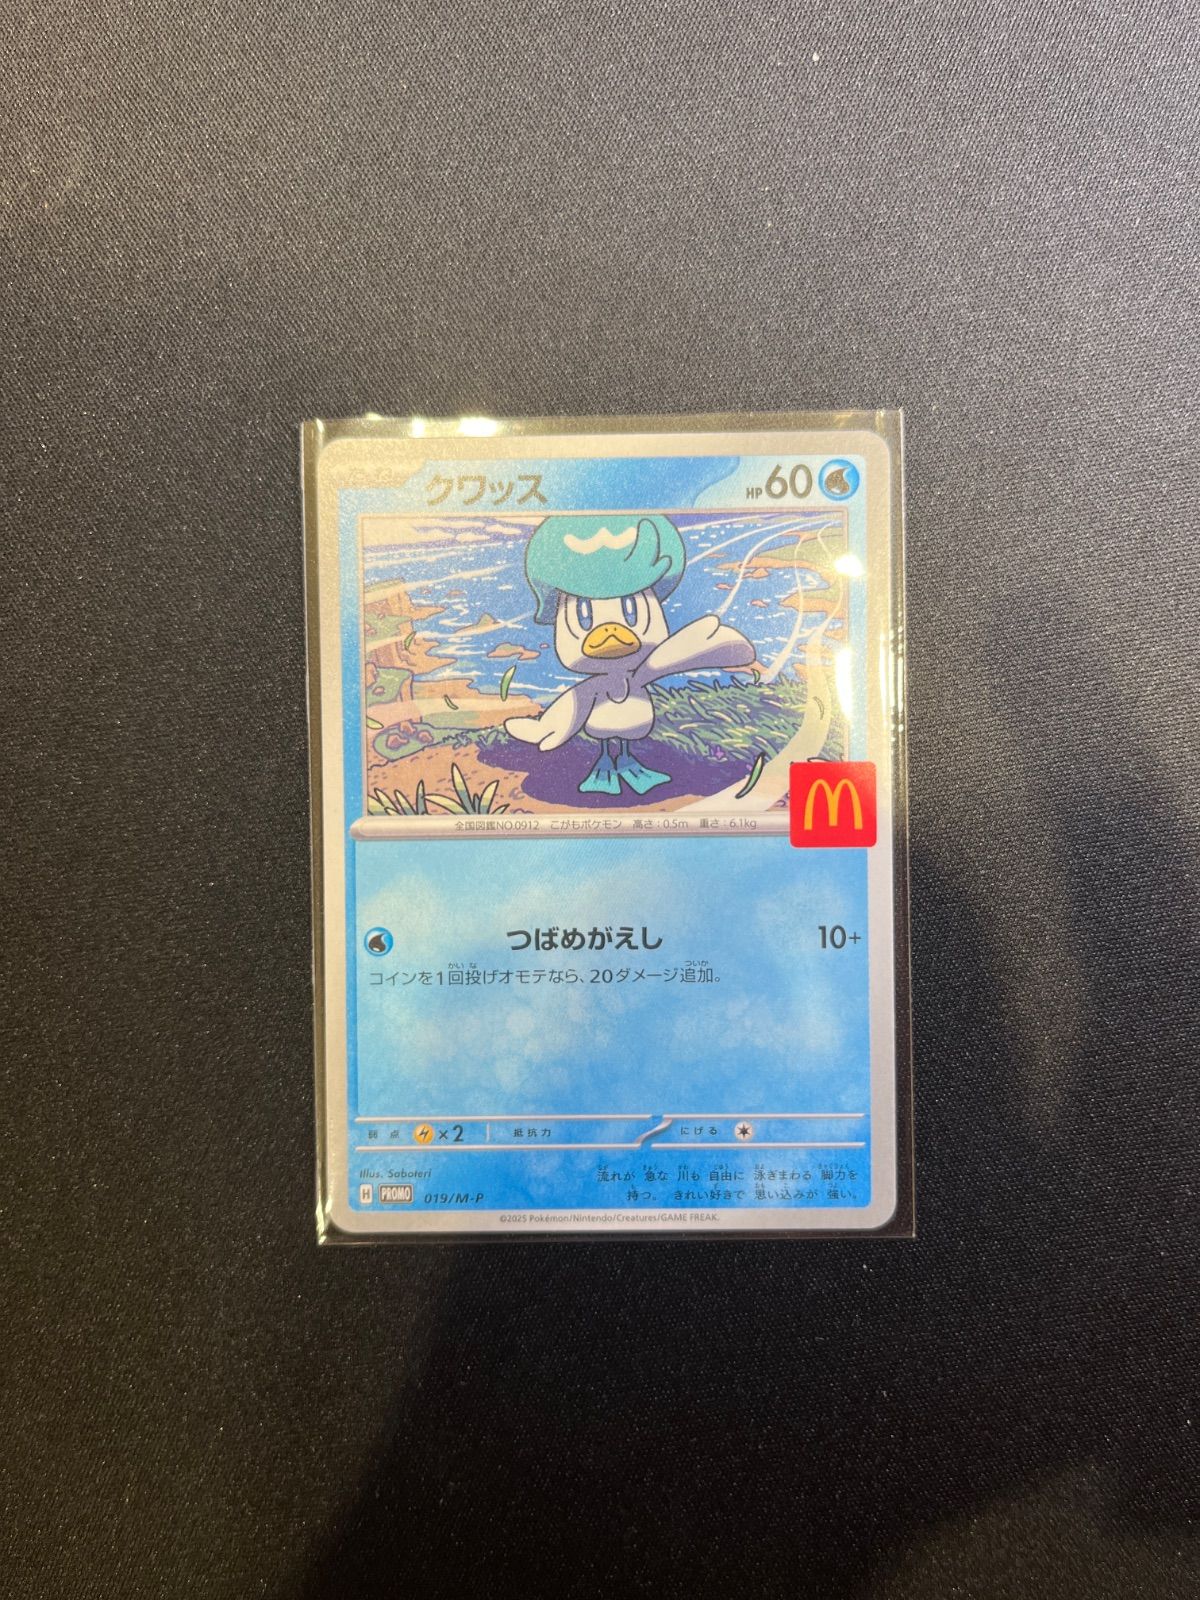 たね
クワッス
HP60
全国図鑑NO.0912 こがもポケモン 高さ:0.5m 重さ:6.1kg
つばめがえし 10+
コインを1回投げオモテなら、20ダメージ追加。
弱点 ×2 抵抗力 にげる
Illus. Saboteri
流れが 急な 川も 自由に 泳ぎまわる 脚力を
持つ。 きれい好きで 思い込みが 強い。
H PROMO 019/M-P
©2025 Pokémon/Nintendo/Creatures/GAME FREAK.